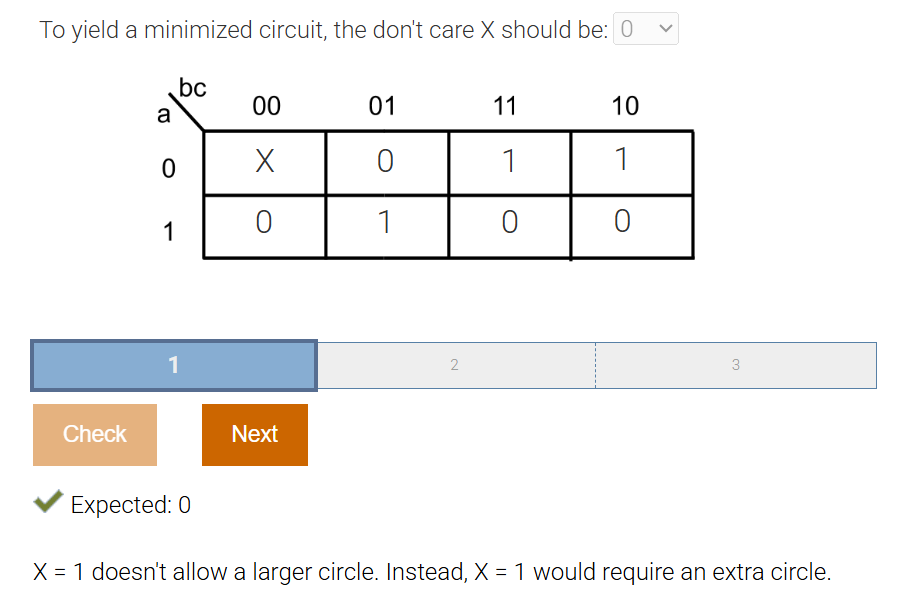 To yield a minimized circuit, the don't care X should be: 0
bc
a 00 01 11 10
0 X 0 1 1
1 0 1 0 0
1 2 3
Check Next
Expected: 0
X = 1 doesn't allow a larger circle. Instead, X = 1 would require an extra circle.